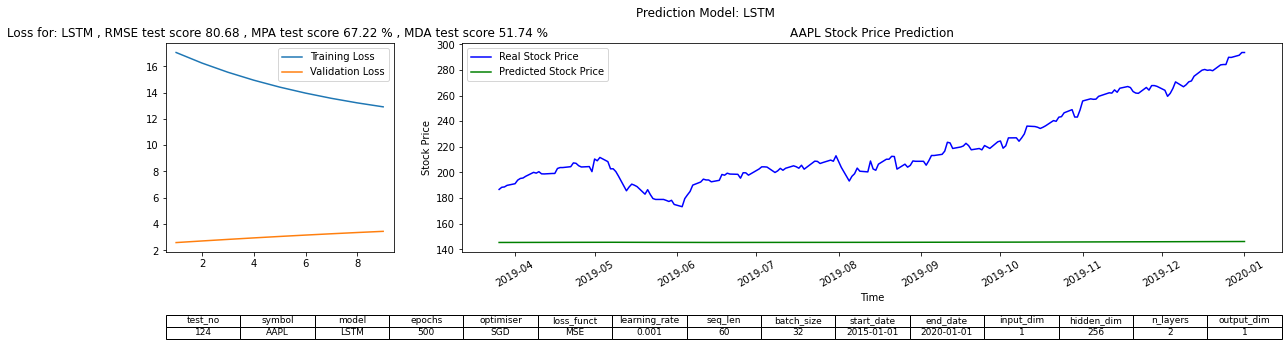 Prediction Model: LSTM
Loss for: LSTM , RMSE test score 80.68 , MPA test score 67.22 % , MDA test score 51.74 %
Training Loss
Validation Loss
16
14
12
10
8
6
4
2
2 4 6 8
AAPL Stock Price Prediction
Real Stock Price
Predicted Stock Price
Stock Price
300
280
260
240
220
200
180
160
140
2019-04 2019-05 2019-06 2019-07 2019-08 2019-09 2019-10 2019-11 2019-12 2020-01
Time
test_no symbol model epochs optimiser loss_funct learning_rate seq_len batch_size start_date end_date input_dim hidden_dim n_layers output_dim
124 AAPL LSTM 500 SGD MSE 0.001 60 32 2015-01-01 2020-01-01 1 256 2 1